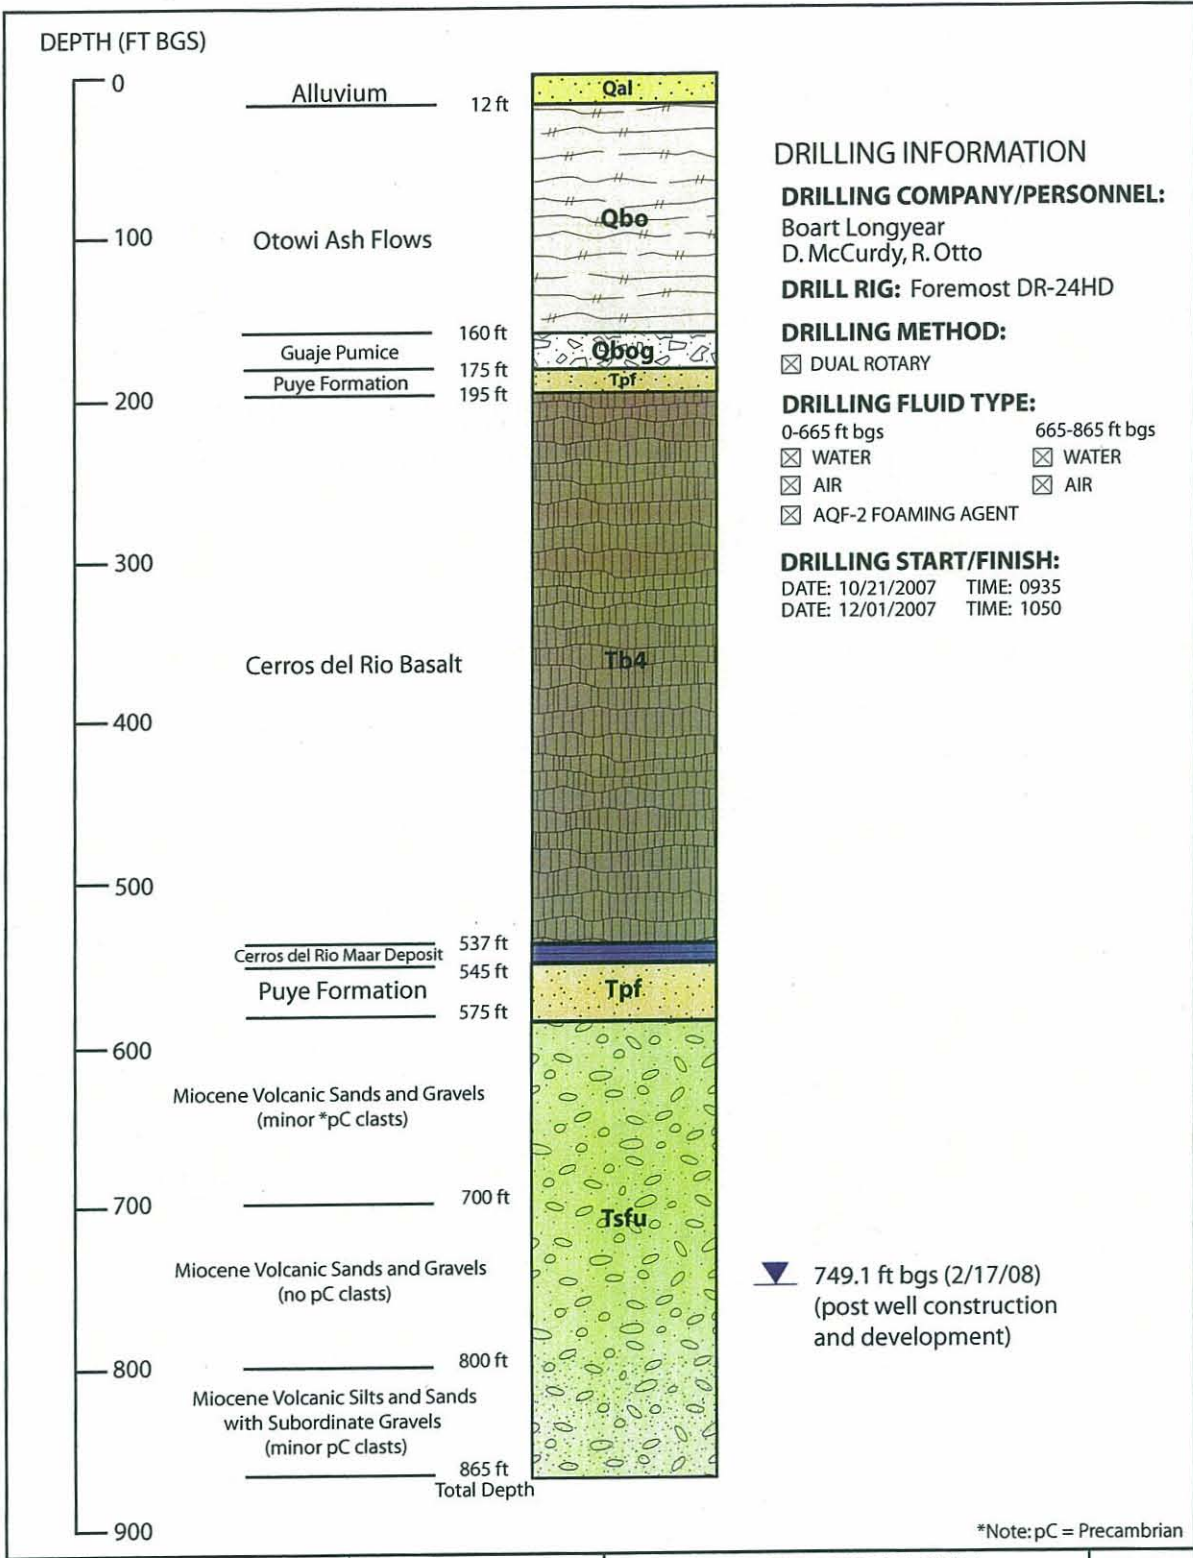 DEPTH (FT BGS)
0
Alluvium
12 ft
Qal
100
Otowi Ash Flows
Qbo
160 ft
Guaje Pumice
Qbog
175 ft
Puye Formation
Tpf
195 ft
200
300
Cerros del Rio Basalt
Tb4
400
500
537 ft
Cerros del Rio Maar Deposit
545 ft
Puye Formation
Tpf
575 ft
600
Miocene Volcanic Sands and Gravels
(minor *pC clasts)
700 ft
700
Tsfu
Miocene Volcanic Sands and Gravels
(no pC clasts)
800 ft
800
Miocene Volcanic Silts and Sands
with Subordinate Gravels
(minor pC clasts)
865 ft
Total Depth
900
DRILLING INFORMATION
DRILLING COMPANY/PERSONNEL:
Boart Longyear
D. McCurdy, R. Otto
DRILL RIG: Foremost DR-24HD
DRILLING METHOD:
DUAL ROTARY
DRILLING FLUID TYPE:
0-665 ft bgs 665-865 ft bgs
WATER WATER
AIR AIR
AQF-2 FOAMING AGENT
DRILLING START/FINISH:
DATE: 10/21/2007 TIME: 0935
DATE: 12/01/2007 TIME: 1050
749.1 ft bgs (2/17/08)
(post well construction
and development)
*Note: pC = Precambrian